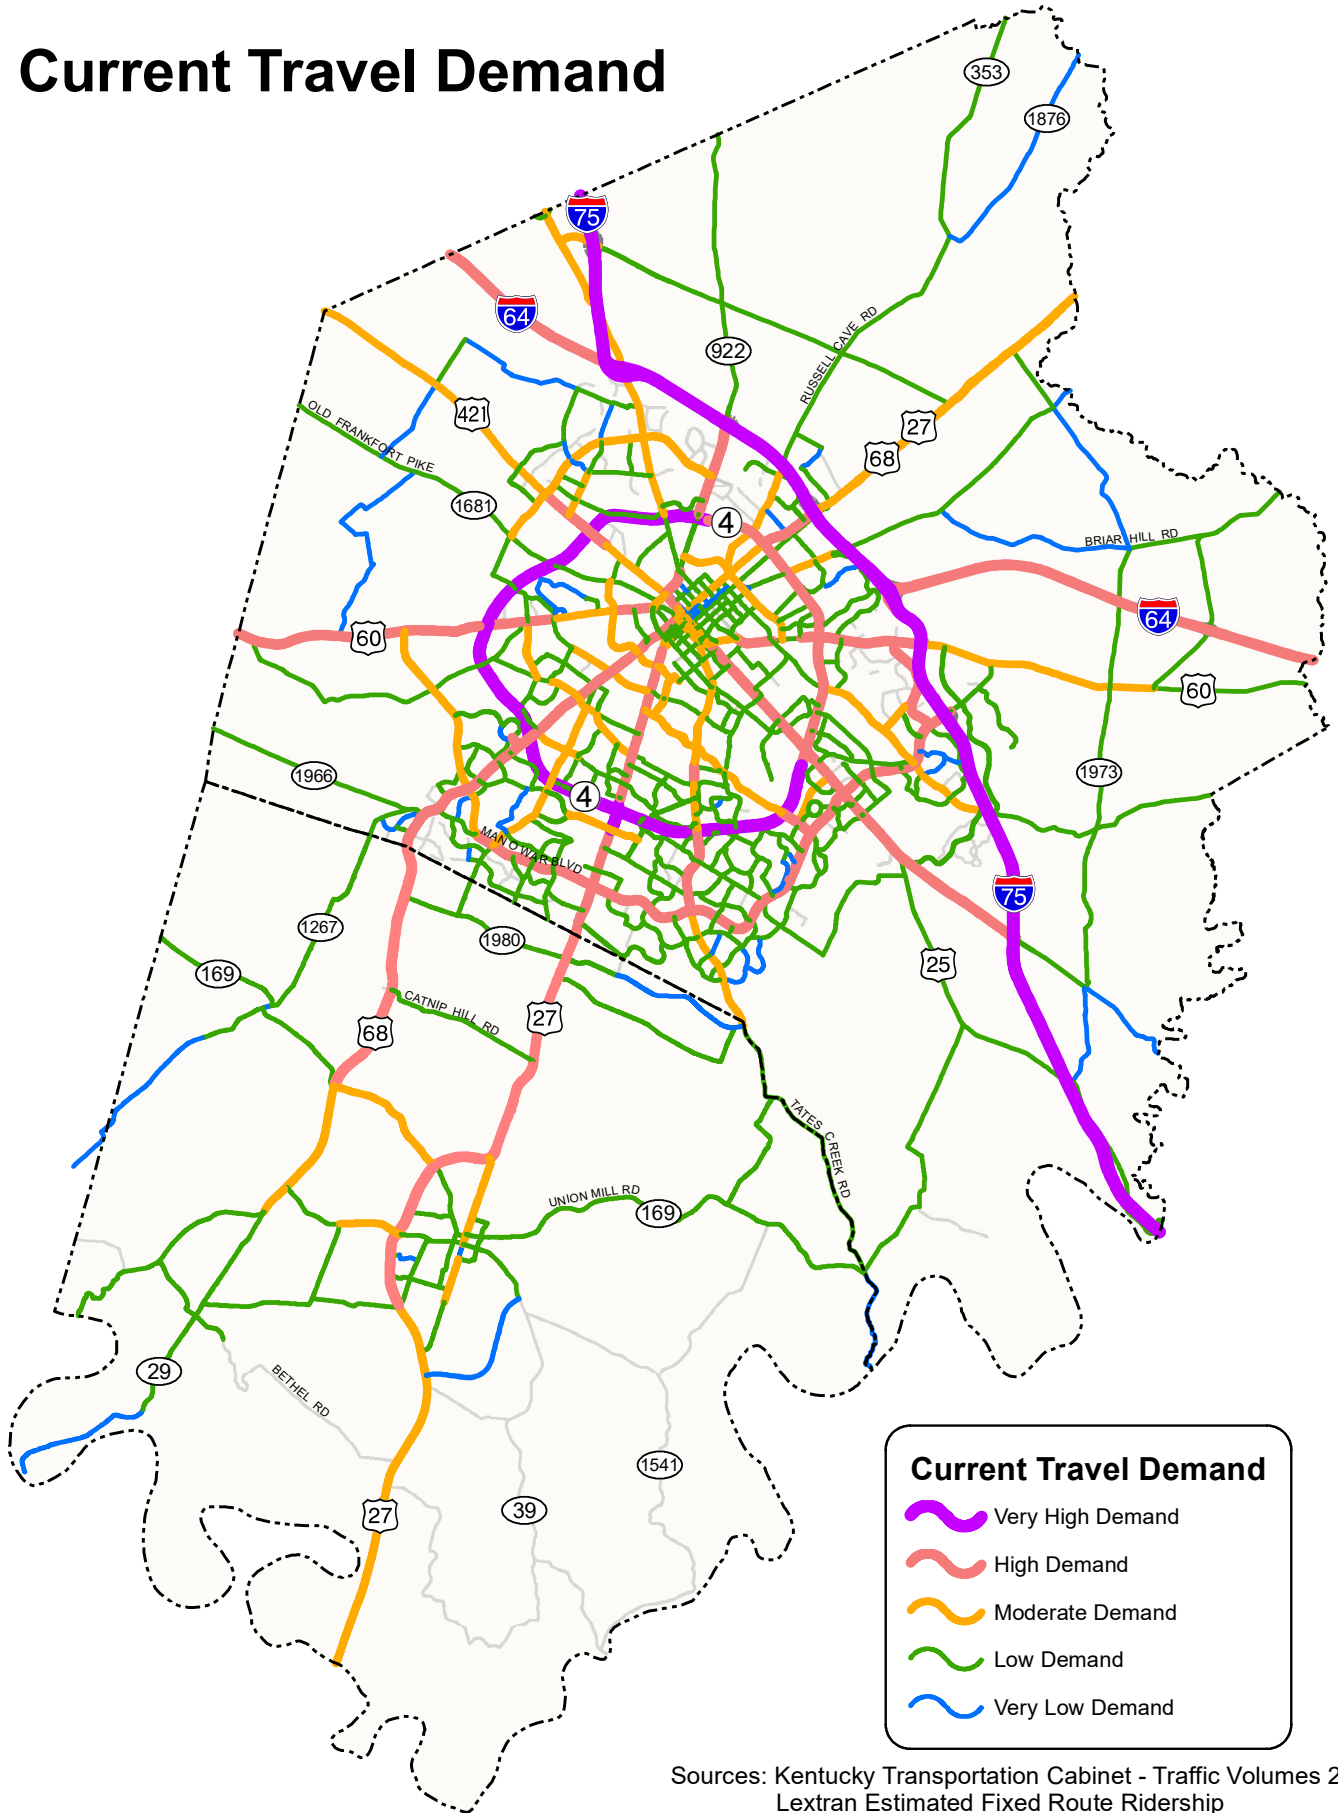 Current Travel Demand
353
1876
75
64
922
RUSSELL CAVE RD
421
OLD FRANKFORT PIKE
27
68
1681
4
BRIAR HILL RD
64
60
60
1966
1973
4
MAN O WAR BLVD
75
1267
1980
25
169
CATNIP HILL RD
27
68
TATES CREEK RD
UNION MILL RD
169
29
BETHEL RD
1541
39
27
Current Travel Demand
Very High Demand
High Demand
Moderate Demand
Low Demand
Very Low Demand
Sources: Kentucky Transportation Cabinet - Traffic Volumes 2
Lextran Estimated Fixed Route Ridership